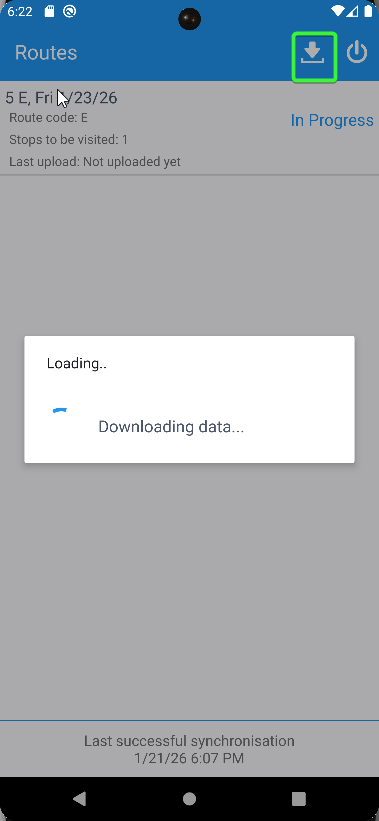 6:22
Routes
5 E, Fri /23/26
Route code: E
In Progress
Stops to be visited: 1
Last upload: Not uploaded yet
Loading..
Downloading data...
Last successful synchronisation
1/21/26 6:07 PM